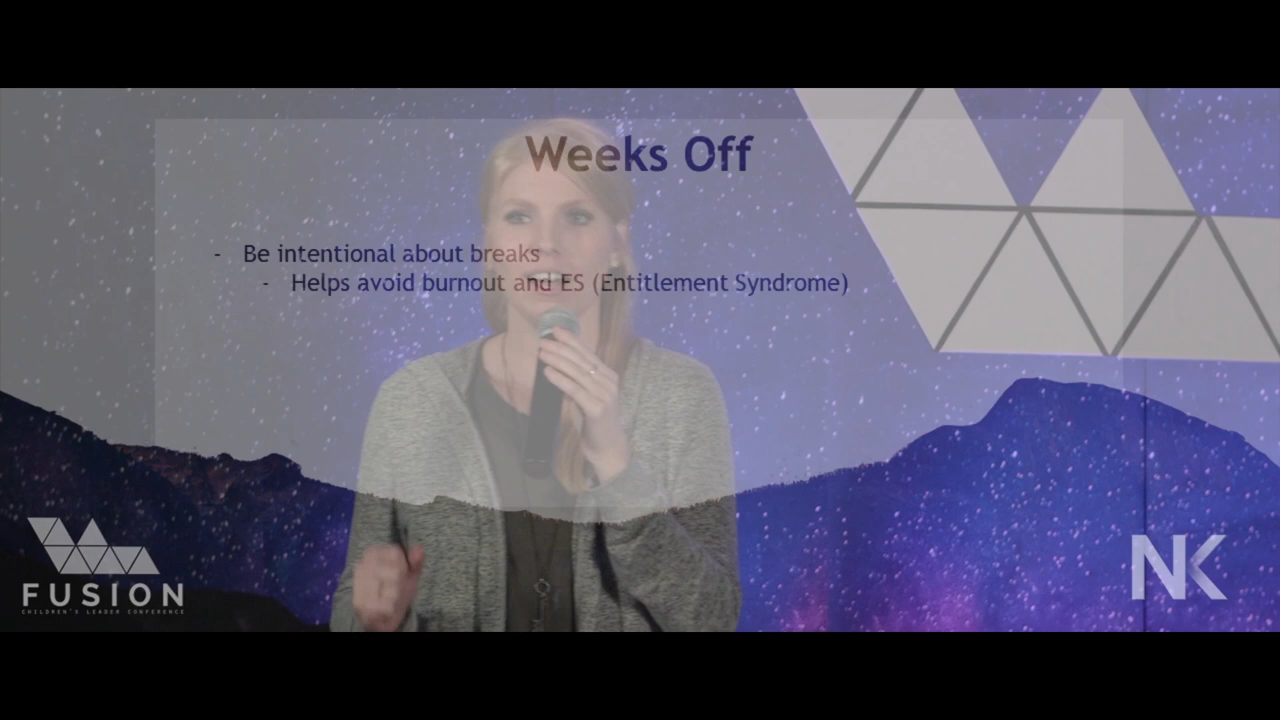 Weeks Off
- Be intentional about breaks
- Helps avoid burnout and ES (Entitlement Syndrome)
FUSION
CHILDREN'S LEADER CONFERENCE
NK